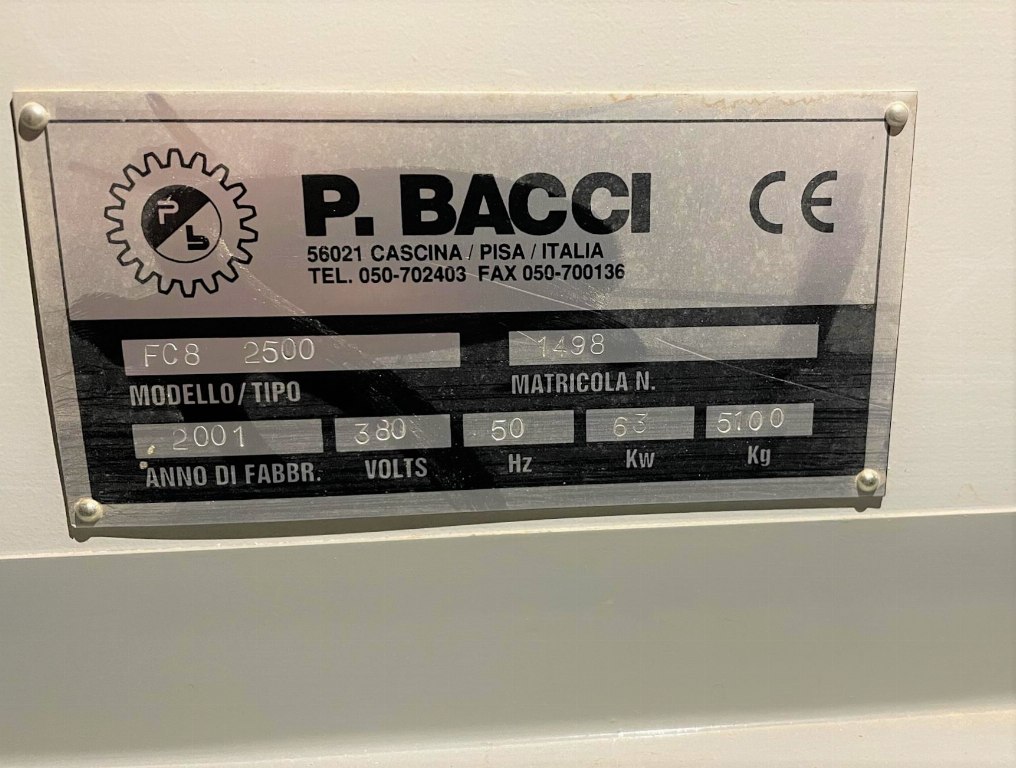 P b
P. BACCI
CE
56021 CASCINA / PISA / ITALIA
TEL. 050-702403 FAX 050-700136
FC8 2500
1498
MODELLO/TIPO
MATRICOLA N.
2001
380
50
63
5100
ANNO DI FABBR.
VOLTS
Hz
Kw
Kg